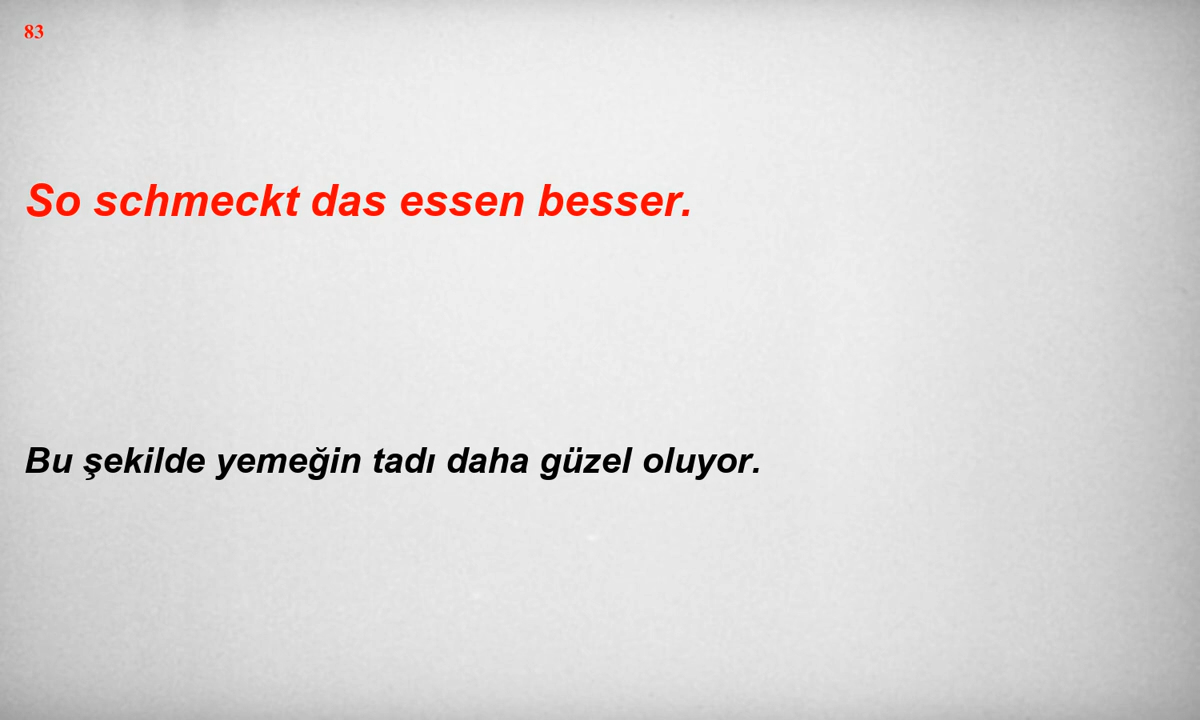 83
So schmeckt das essen besser.
Bu şekilde yemeğin tadı daha güzel oluyor.